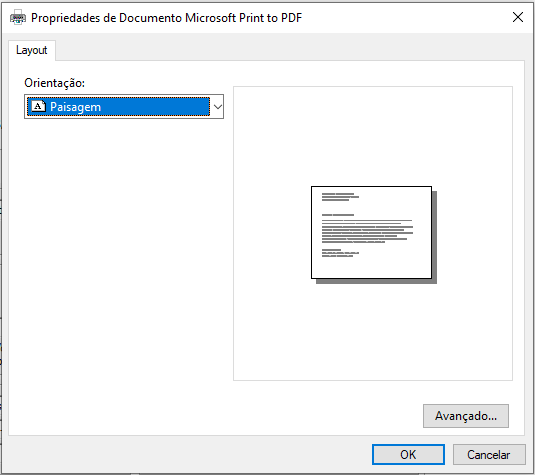 Propriedades de Documento Microsoft Print to PDF
Layout
Orientação:
A Paisagem
Avançado...
OK
Cancelar